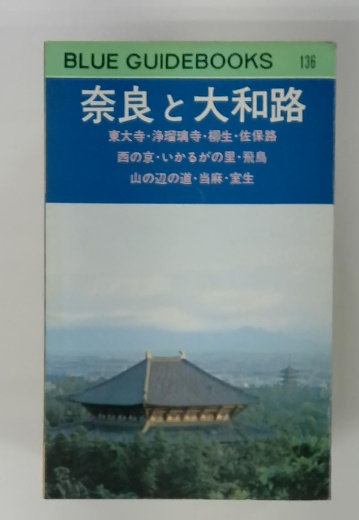 BLUE GUIDEBOOKS 136
奈良と大和路
東大寺・浄瑠璃寺・柳生・佐保路
西の京・いかるがの里・飛鳥
山の辺の道・当麻・室生